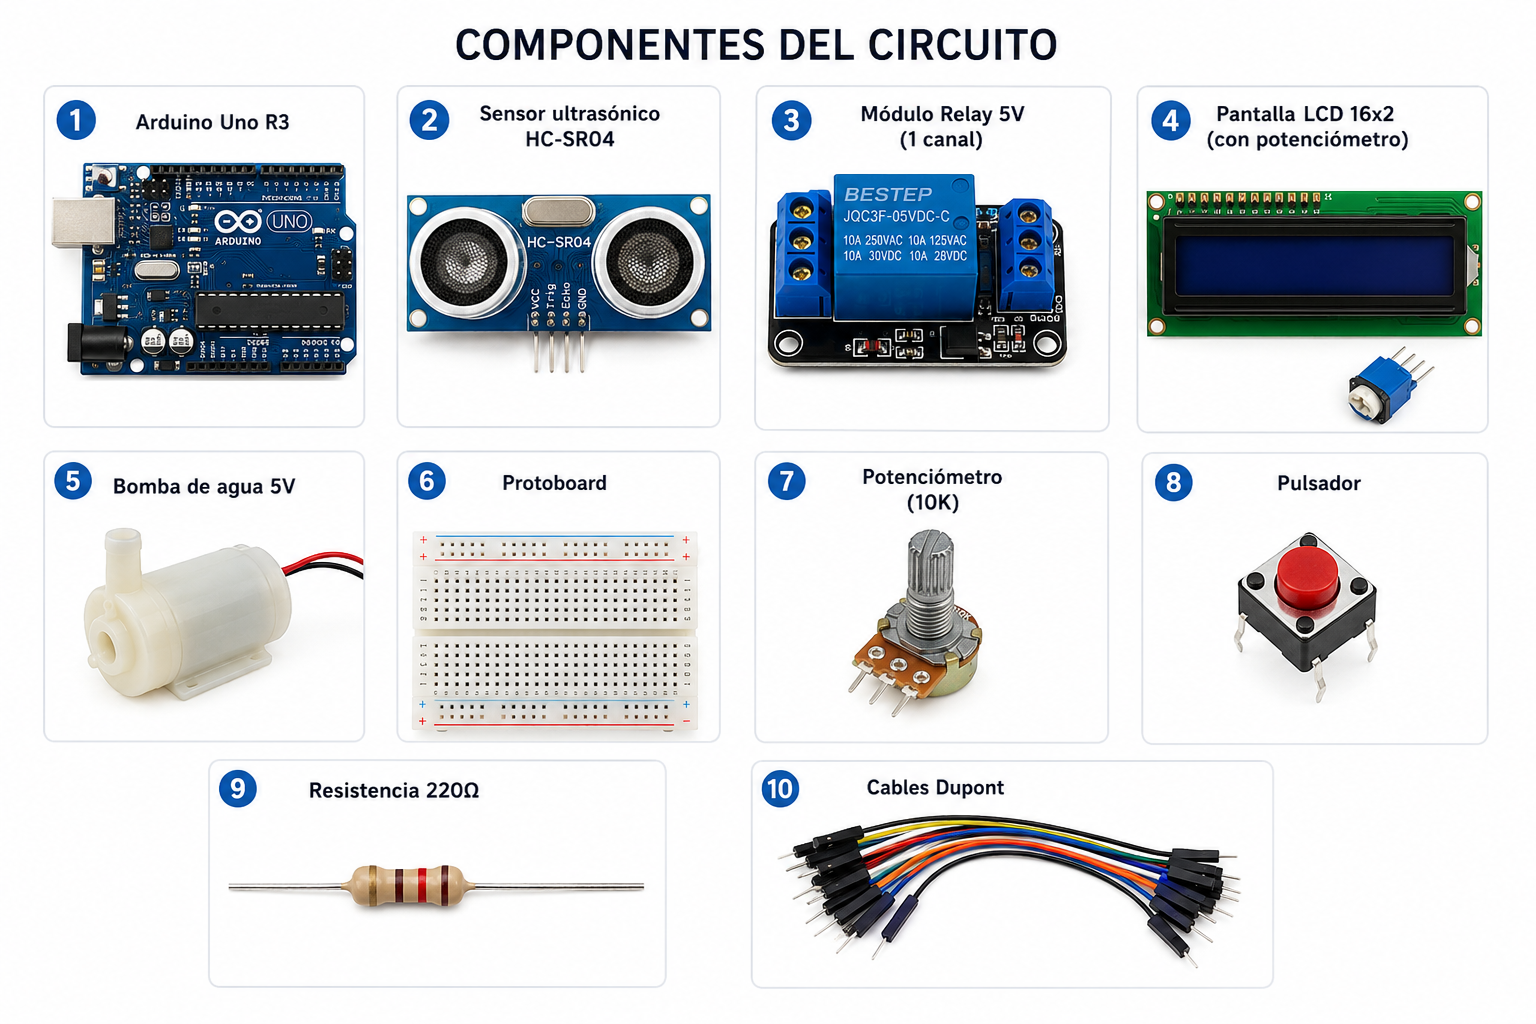 COMPONENTES DEL CIRCUITO
1
Arduino Uno R3
UNO
ARDUINO
2
Sensor ultrasónico
HC-SR04
HC-SR04
VCC
Trig
Echo
GND
3
Módulo Relay 5V
(1 canal)
BESTEP
JQC3F-05VDC-C
10A 250VAC 10A 125VAC
10A 30VDC 10A 28VDC
4
Pantalla LCD 16x2
(con potenciómetro)
5
Bomba de agua 5V
6
Protoboard
7
Potenciómetro
(10K)
8
Pulsador
9
Resistencia 220Ω
10
Cables Dupont